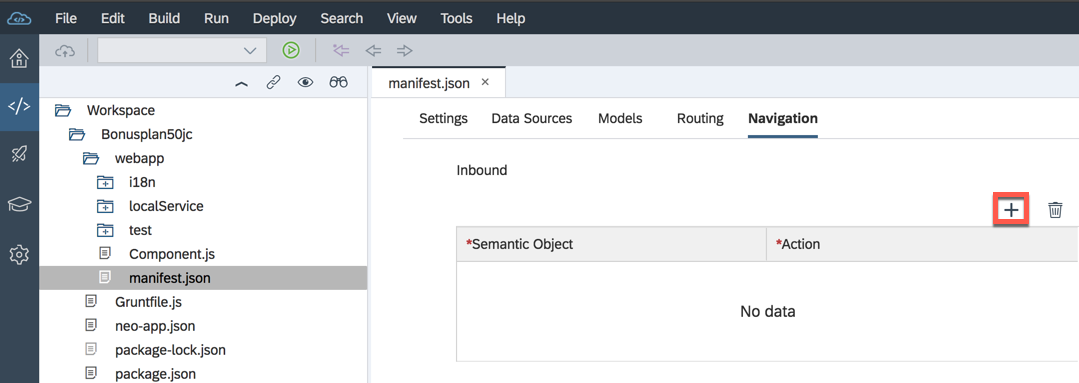 File Edit Build Run Deploy Search View Tools Help
manifest.json ×
Workspace
Bonusplan50jc
webapp
i18n
localService
test
Component.js
manifest.json
Gruntfile.js
neo-app.json
package-lock.json
package.json
Settings Data Sources Models Routing Navigation
Inbound
*Semantic Object *Action
No data